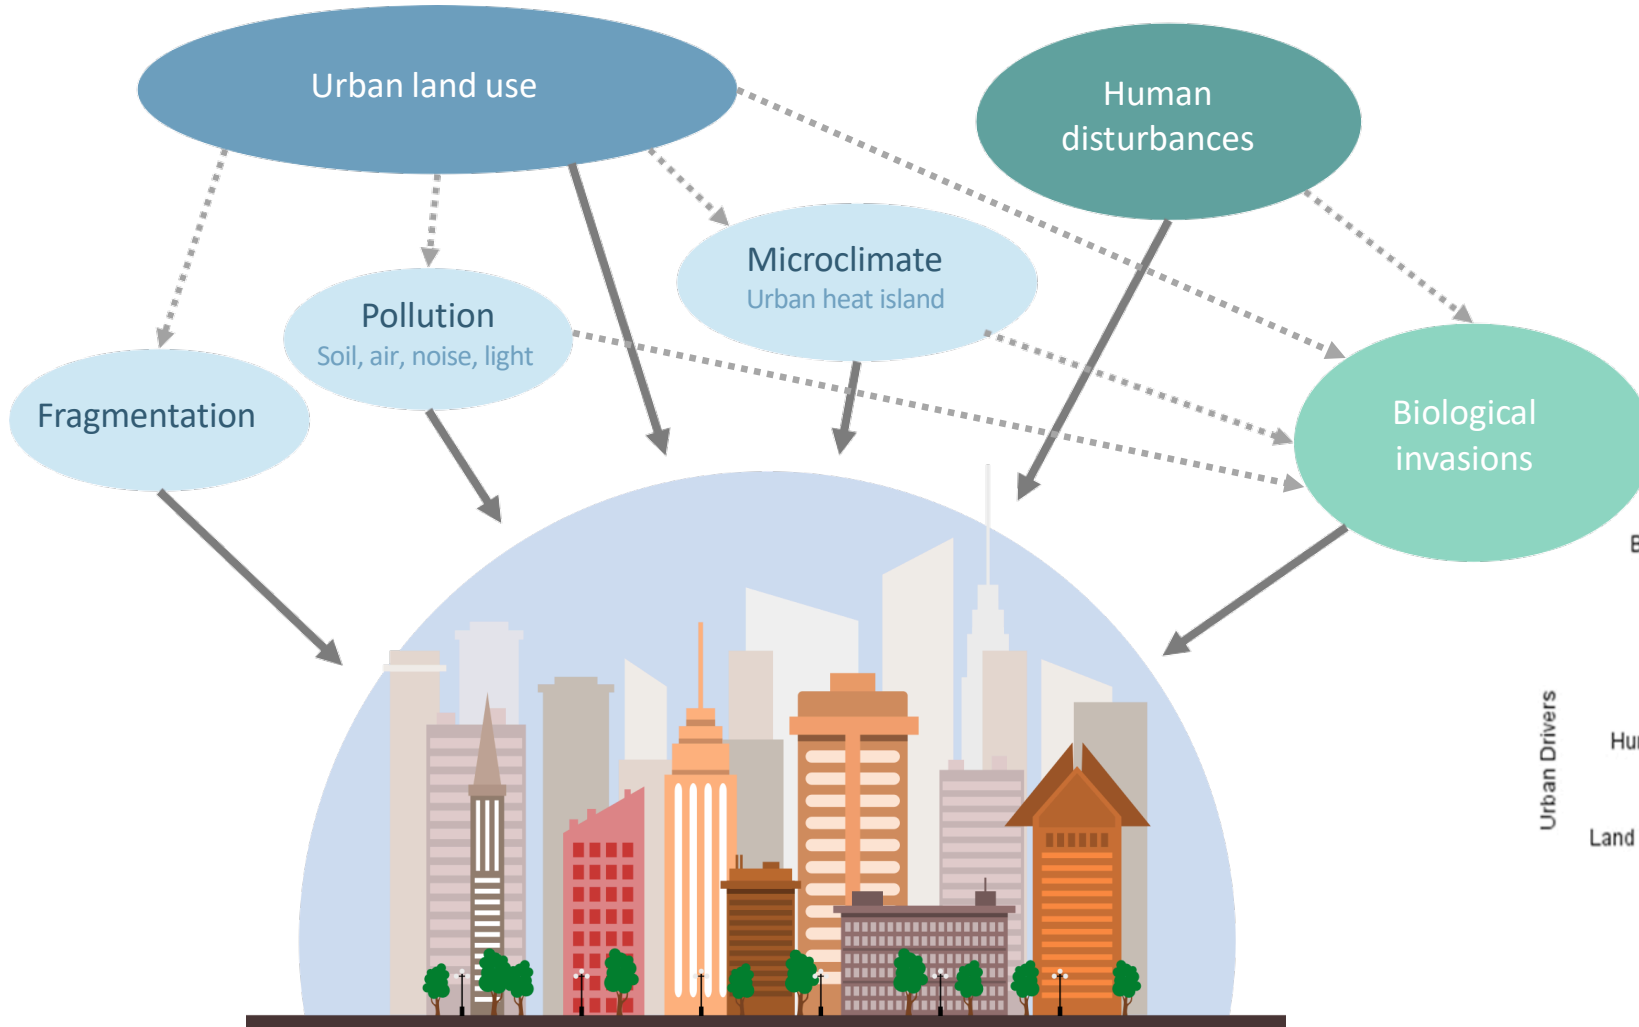 Urban land use
Human
disturbances
Microclimate
Urban heat island
Pollution
Soil, air, noise, light
Fragmentation
Biological
invasions
Urban Drivers
Land